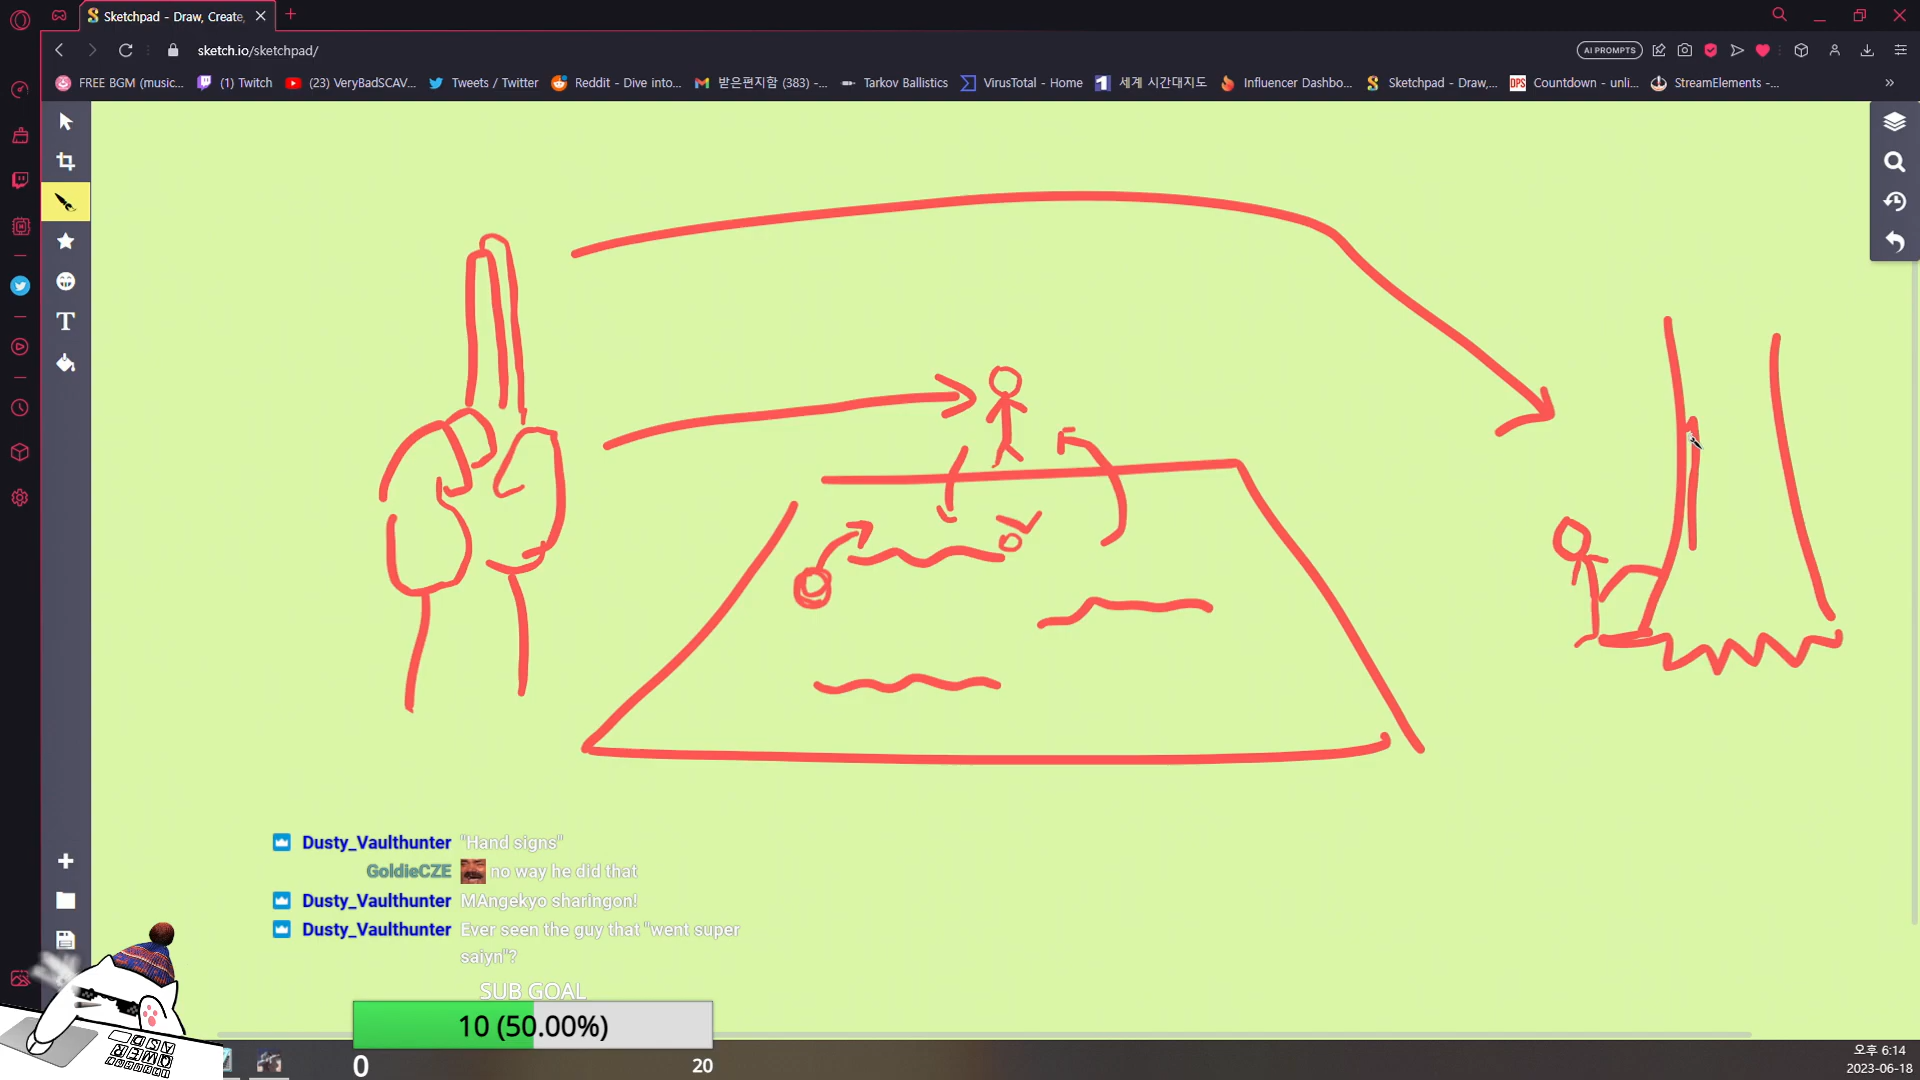 Sketchpad - Draw, Create,
sketch.io/sketchpad/
AI PROMPTS
FREE BGM (music...
(1) Twitch
(23) VeryBadSCAV...
Tweets / Twitter
Reddit - Dive into...
받은편지함 (383) -...
Tarkov Ballistics
VirusTotal - Home
1
세계 시간대지도
Influencer Dashbo...
Sketchpad - Draw,...
OPS
Countdown - unli...
StreamElements -...
Dusty_Vaulthunter "Hand signs"
GoldieCZE no way he did that
Dusty_Vaulthunter MAngekyo sharingon!
Dusty_Vaulthunter Ever seen the guy that "went super
saiyn"?
SUB GOAL
10 (50.00%)
0
20
오후 6:14
2023-06-18